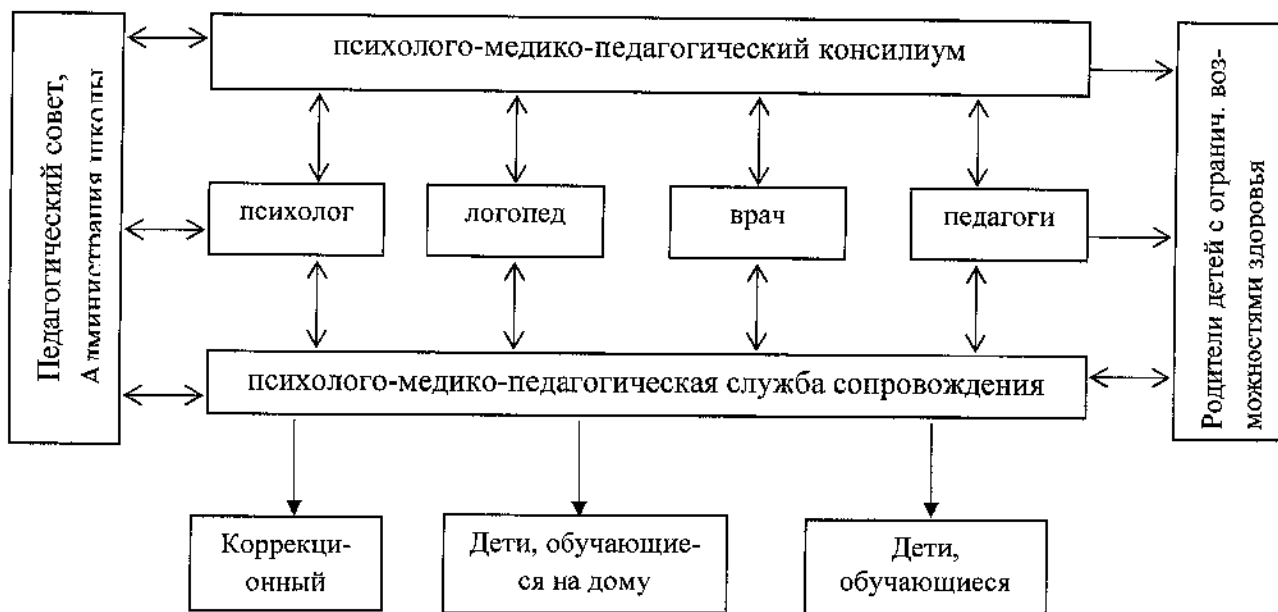 Педагогический совет,
Администрация школы
психолого-медико-педагогический консилиум
психолог
логопед
врач
педагоги
психолого-медико-педагогическая служба сопровождения
Родители детей с огранич. воз-
можностями здоровья
Коррекци-
онный
Дети, обучающие-
ся на дому
Дети,
обучающиеся